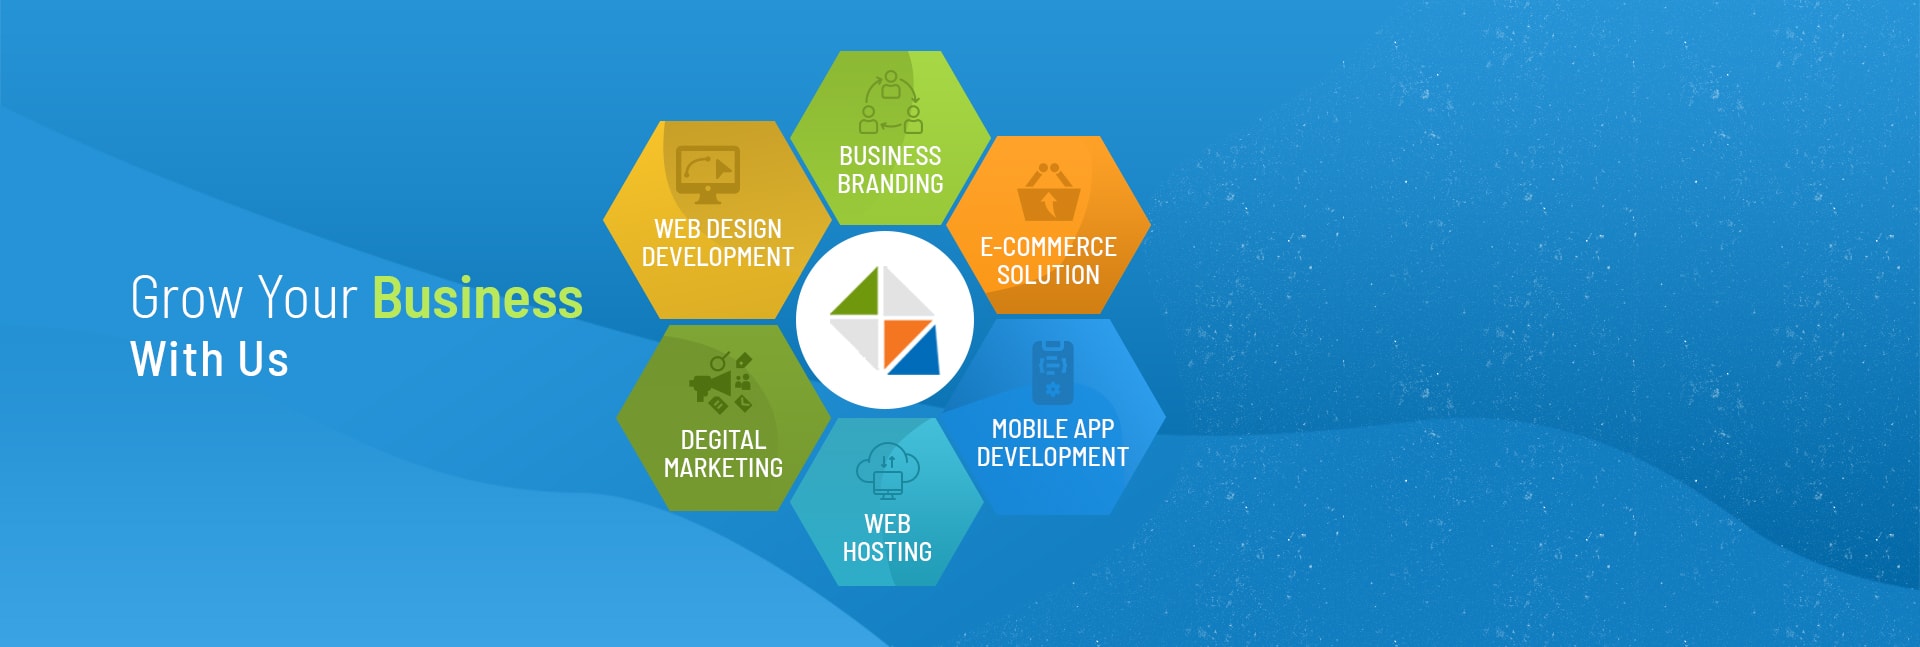 Grow Your Business
With Us
BUSINESS
BRANDING
WEB DESIGN
DEVELOPMENT
E-COMMERCE
SOLUTION
DEGITAL
MARKETING
MOBILE APP
DEVELOPMENT
WEB
HOSTING